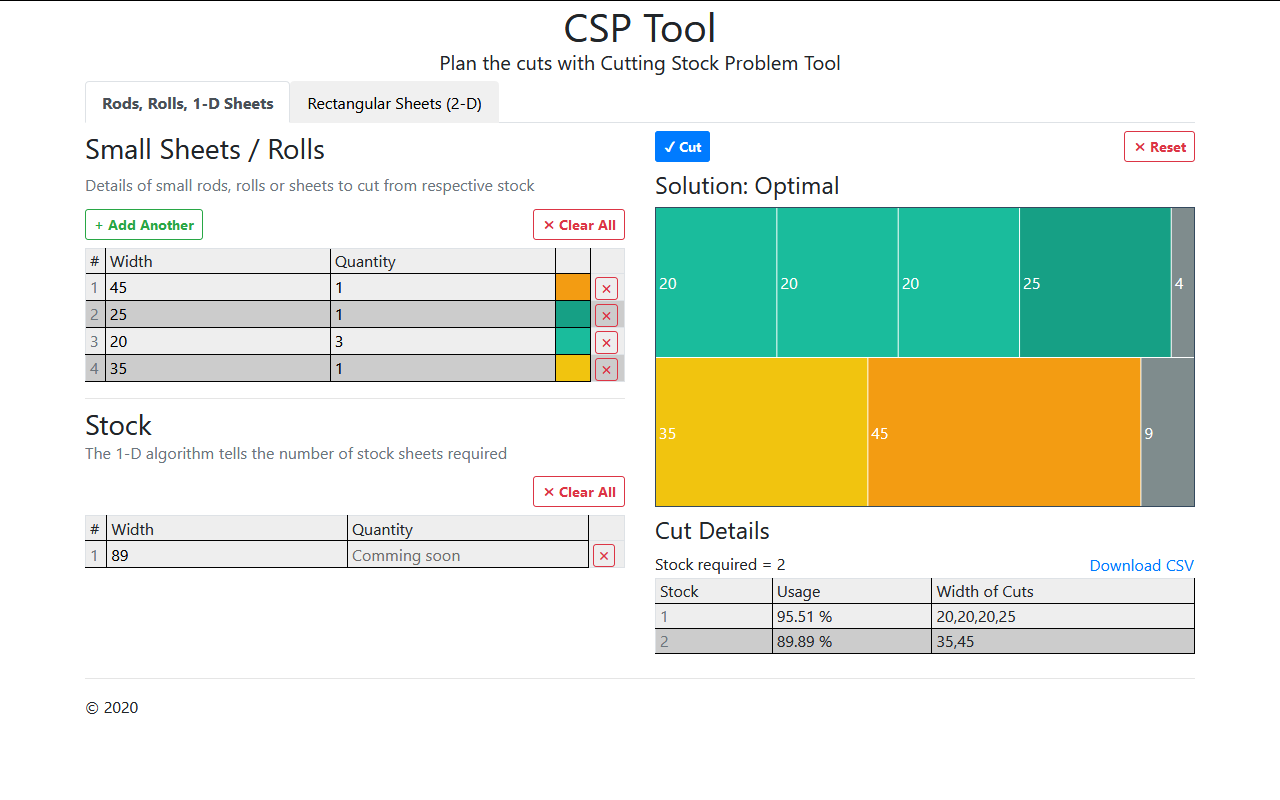 CSP Tool
Plan the cuts with Cutting Stock Problem Tool
Rods, Rolls, 1-D Sheets
Rectangular Sheets (2-D)
Small Sheets / Rolls
Details of small rods, rolls or sheets to cut from respective stock
+ Add Another
✕ Clear All
# Width Quantity
1 45 1 ✕
2 25 1 ✕
3 20 3 ✕
4 35 1 ✕
Stock
The 1-D algorithm tells the number of stock sheets required
✕ Clear All
# Width Quantity
1 89 Comming soon ✕
✓ Cut
✕ Reset
Solution: Optimal
20 20 20 25 4
35 45 9
Cut Details
Stock required = 2
Download CSV
Stock Usage Width of Cuts
1 95.51 % 20,20,20,25
2 89.89 % 35,45
© 2020